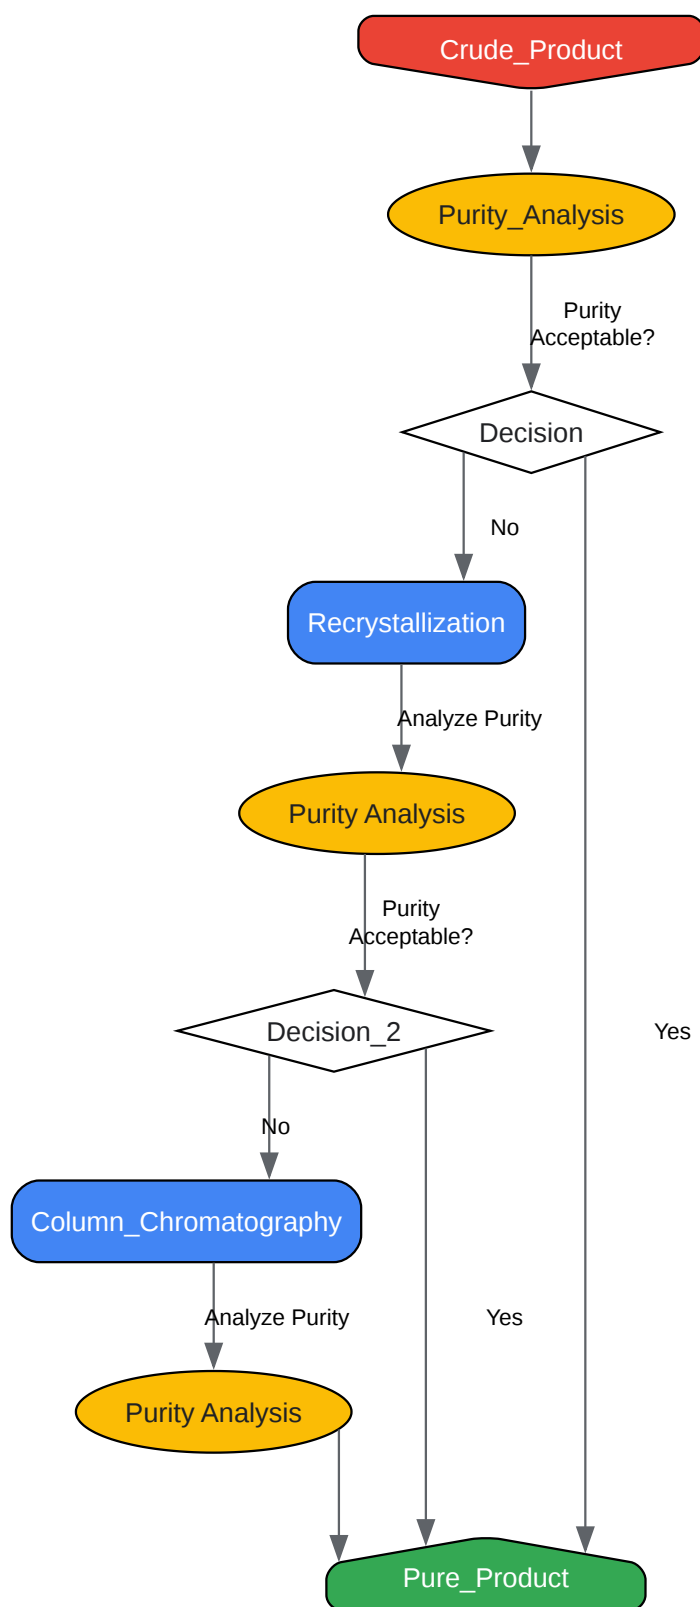 Crude_Product
Purity_Analysis
Purity
Acceptable?
Decision
No
Recrystallization
Analyze Purity
Purity Analysis
Purity
Acceptable?
Decision_2
Yes
No
Column_Chromatography
Analyze Purity
Yes
Purity Analysis
Pure_Product